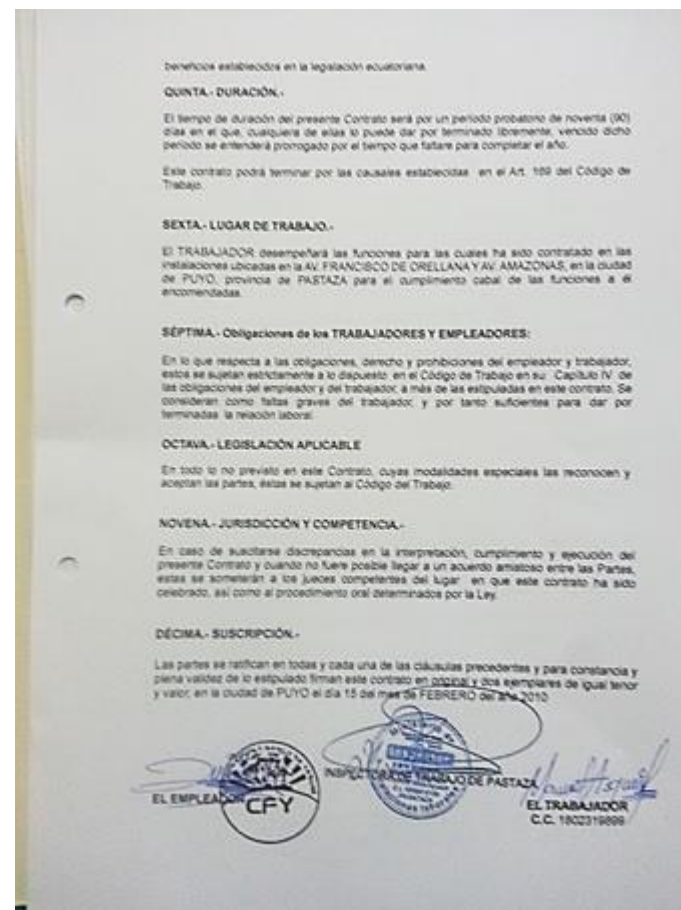 beneficios establecidos en la legislación ecuatoriana.
QUINTA.- DURACIÓN.-
El tiempo de duración del presente Contrato será por un periodo probatorio de noventa (90)
días en el que, cualquiera de ellas lo puede dar por terminado libremente, vencido dicho
periodo se entenderá prorrogado por el tiempo que faltare para completar el año.
Este contrato podrá terminar por las causales establecidas en el Art. 169 del Código de
Trabajo.
SEXTA.- LUGAR DE TRABAJO.-
El TRABAJADOR desempeñará las funciones para las cuales ha sido contratado en las
instalaciones ubicadas en la AV. FRANCISCO DE ORELLANA Y AV. AMAZONAS, en la ciudad
de PUYO, provincia de PASTAZA para el cumplimiento cabal de las funciones a él
encomendadas.
SÉPTIMA.- Obligaciones de los TRABAJADORES Y EMPLEADORES:
En lo que respecta a las obligaciones, derecho y prohibiciones del empleador y trabajador,
estos se sujetan estrictamente a lo dispuesto en el Código de Trabajo en su Capítulo IV de
las obligaciones del empleador y del trabajador, a más de las estipuladas en este contrato. Se
consideran como faltas graves del trabajador, y por tanto suficientes para dar por
terminadas la relación laboral.
OCTAVA.- LEGISLACIÓN APLICABLE
En todo lo no previsto en este Contrato, cuyas modalidades especiales las reconocen y
aceptan las partes, éstas se sujetan al Código del Trabajo.
NOVENA.- JURISDICCIÓN Y COMPETENCIA.-
En caso de suscitarse discrepancias en la interpretación, cumplimiento y ejecución del
presente Contrato y cuando no fuere posible llegar a un acuerdo amistoso entre las Partes,
estas se someterán a los jueces competentes del lugar en que este contrato ha sido
celebrado, así como al procedimiento oral determinados por la Ley.
DÉCIMA.- SUSCRIPCIÓN.-
Las partes se ratifican en todas y cada una de las cláusulas precedentes y para constancia y
plena validez de lo estipulado firman este contrato en original y dos ejemplares de igual tenor
y valor, en la ciudad de PUYO el día 15 del mes de FEBRERO del año 2010
INSPECTORA DE TRABAJO DE PASTAZA
EL EMPLEADOR
CFY
EL TRABAJADOR
C.C. 1802319899